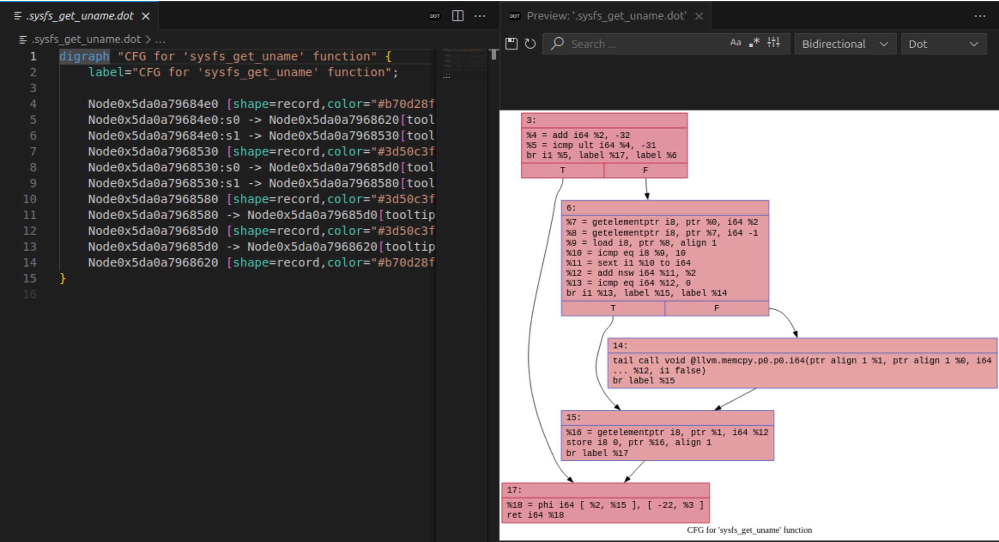 .sysfs_get_uname.dot
DOT
Preview: '.sysfs_get_uname.dot'
.sysfs_get_uname.dot > ...
Search ...
Aa
Bidirectional
Dot
1 digraph "CFG for 'sysfs_get_uname' function" {
2 label="CFG for 'sysfs_get_uname' function";
3
4 Node0x5da0a79684e0 [shape=record,color="#b70d28f
5 Node0x5da0a79684e0:s0 -> Node0x5da0a7968620[tool
6 Node0x5da0a79684e0:s1 -> Node0x5da0a7968530[tool
7 Node0x5da0a7968530 [shape=record,color="#3d50c3f
8 Node0x5da0a7968530:s0 -> Node0x5da0a79685d0[tool
9 Node0x5da0a7968530:s1 -> Node0x5da0a7968580[tool
10 Node0x5da0a7968580 [shape=record,color="#3d50c3f
11 Node0x5da0a7968580 -> Node0x5da0a79685d0[tooltip
12 Node0x5da0a79685d0 [shape=record,color="#3d50c3f
13 Node0x5da0a79685d0 -> Node0x5da0a7968620[tooltip
14 Node0x5da0a7968620 [shape=record,color="#b70d28f
15 }
16
3:
%4 = add i64 %2, -32
%5 = icmp ult i64 %4, -31
br i1 %5, label %17, label %6
T F
6:
%7 = getelementptr i8, ptr %0, i64 %2
%8 = getelementptr i8, ptr %7, i64 -1
%9 = load i8, ptr %8, align 1
%10 = icmp eq i8 %9, 10
%11 = sext i1 %10 to i64
%12 = add nsw i64 %11, %2
%13 = icmp eq i64 %12, 0
br i1 %13, label %15, label %14
T F
14:
tail call void @llvm.memcpy.p0.p0.i64(ptr align 1 %1, ptr align 1 %0, i64
... %12, i1 false)
br label %15
15:
%16 = getelementptr i8, ptr %1, i64 %12
store i8 0, ptr %16, align 1
br label %17
17:
%18 = phi i64 [ %2, %15 ], [ -22, %3 ]
ret i64 %18
CFG for 'sysfs_get_uname' function